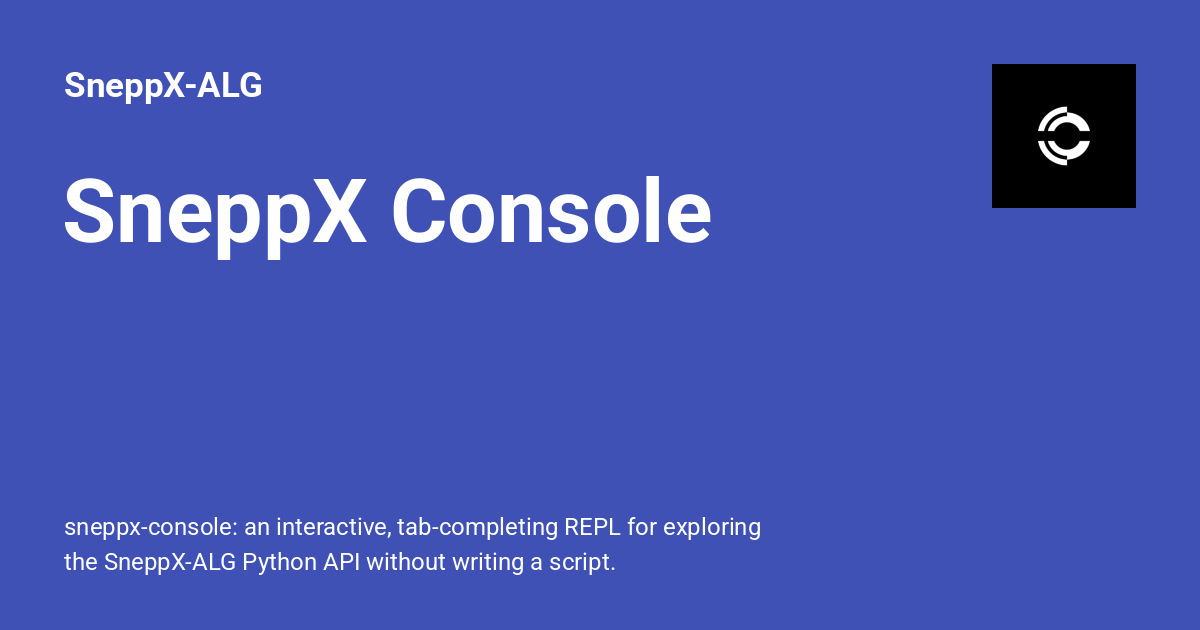 SneppX-ALG
SneppX Console
sneppx-console: an interactive, tab-completing REPL for exploring
the SneppX-ALG Python API without writing a script.